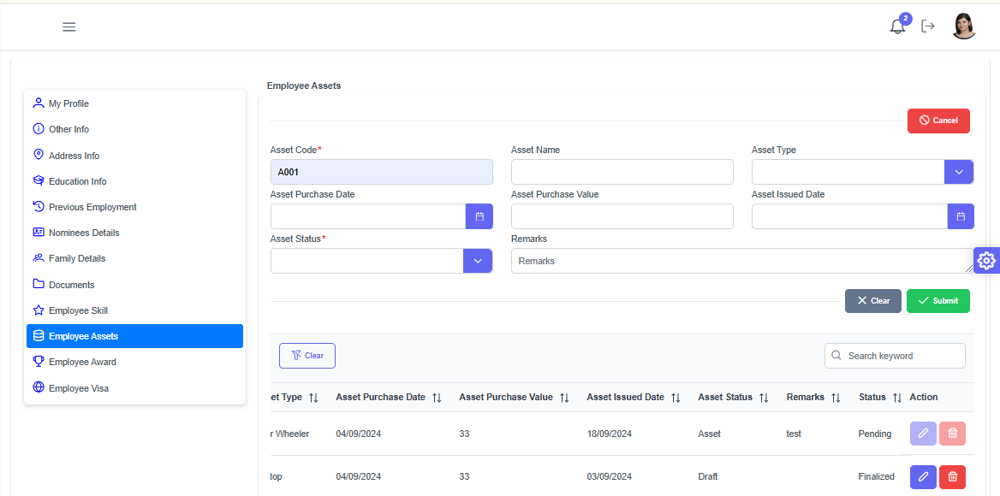 2
My Profile
Other Info
Address Info
Education Info
Previous Employment
Nominees Details
Family Details
Documents
Employee Skill
Employee Assets
Employee Award
Employee Visa
Employee Assets
Cancel
Asset Code* Asset Name Asset Type
A001
Asset Purchase Date Asset Purchase Value Asset Issued Date
Asset Status* Remarks
Remarks
Clear Submit
Clear Search keyword
et Type Asset Purchase Date Asset Purchase Value Asset Issued Date Asset Status Remarks Status Action
r Wheeler 04/09/2024 33 18/09/2024 Asset test Pending
top 04/09/2024 33 03/09/2024 Draft Finalized